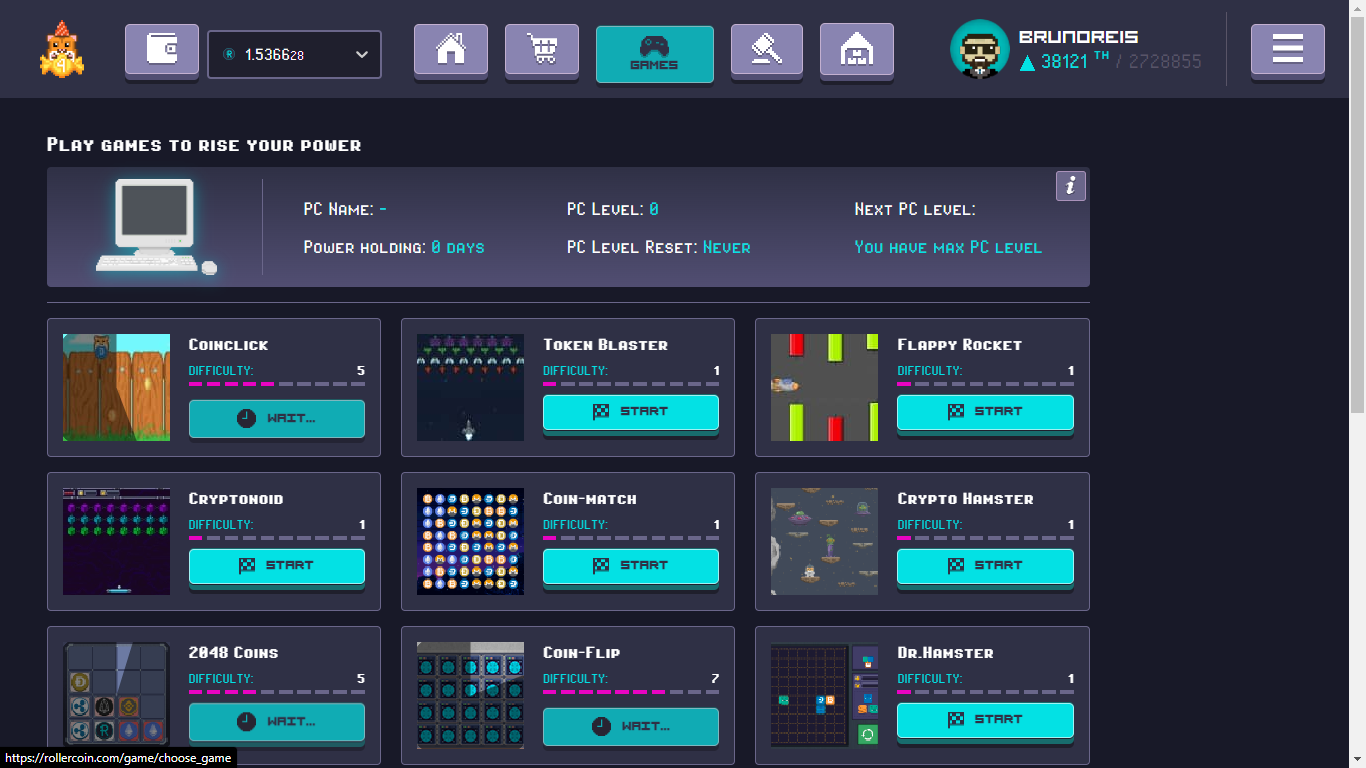 1.536628
GAMES
BRUNOREIS
38121 TH / 2728855
Play games to rise your power
PC Name: -
PC Level: 0
Next PC level:
Power holding: 0 days
PC Level Reset: Never
You have max PC level
i
Coinclick
Difficulty: 5
Wait...
Token Blaster
Difficulty: 1
Start
Flappy Rocket
Difficulty: 1
Start
Cryptonoid
Difficulty: 1
Start
Coin-match
Difficulty: 1
Start
Crypto Hamster
Difficulty: 1
Start
2048 Coins
Difficulty: 5
Wait...
Coin-Flip
Difficulty: 7
Wait...
Dr.Hamster
Difficulty: 1
Start
https://rollercoin.com/game/choose_game